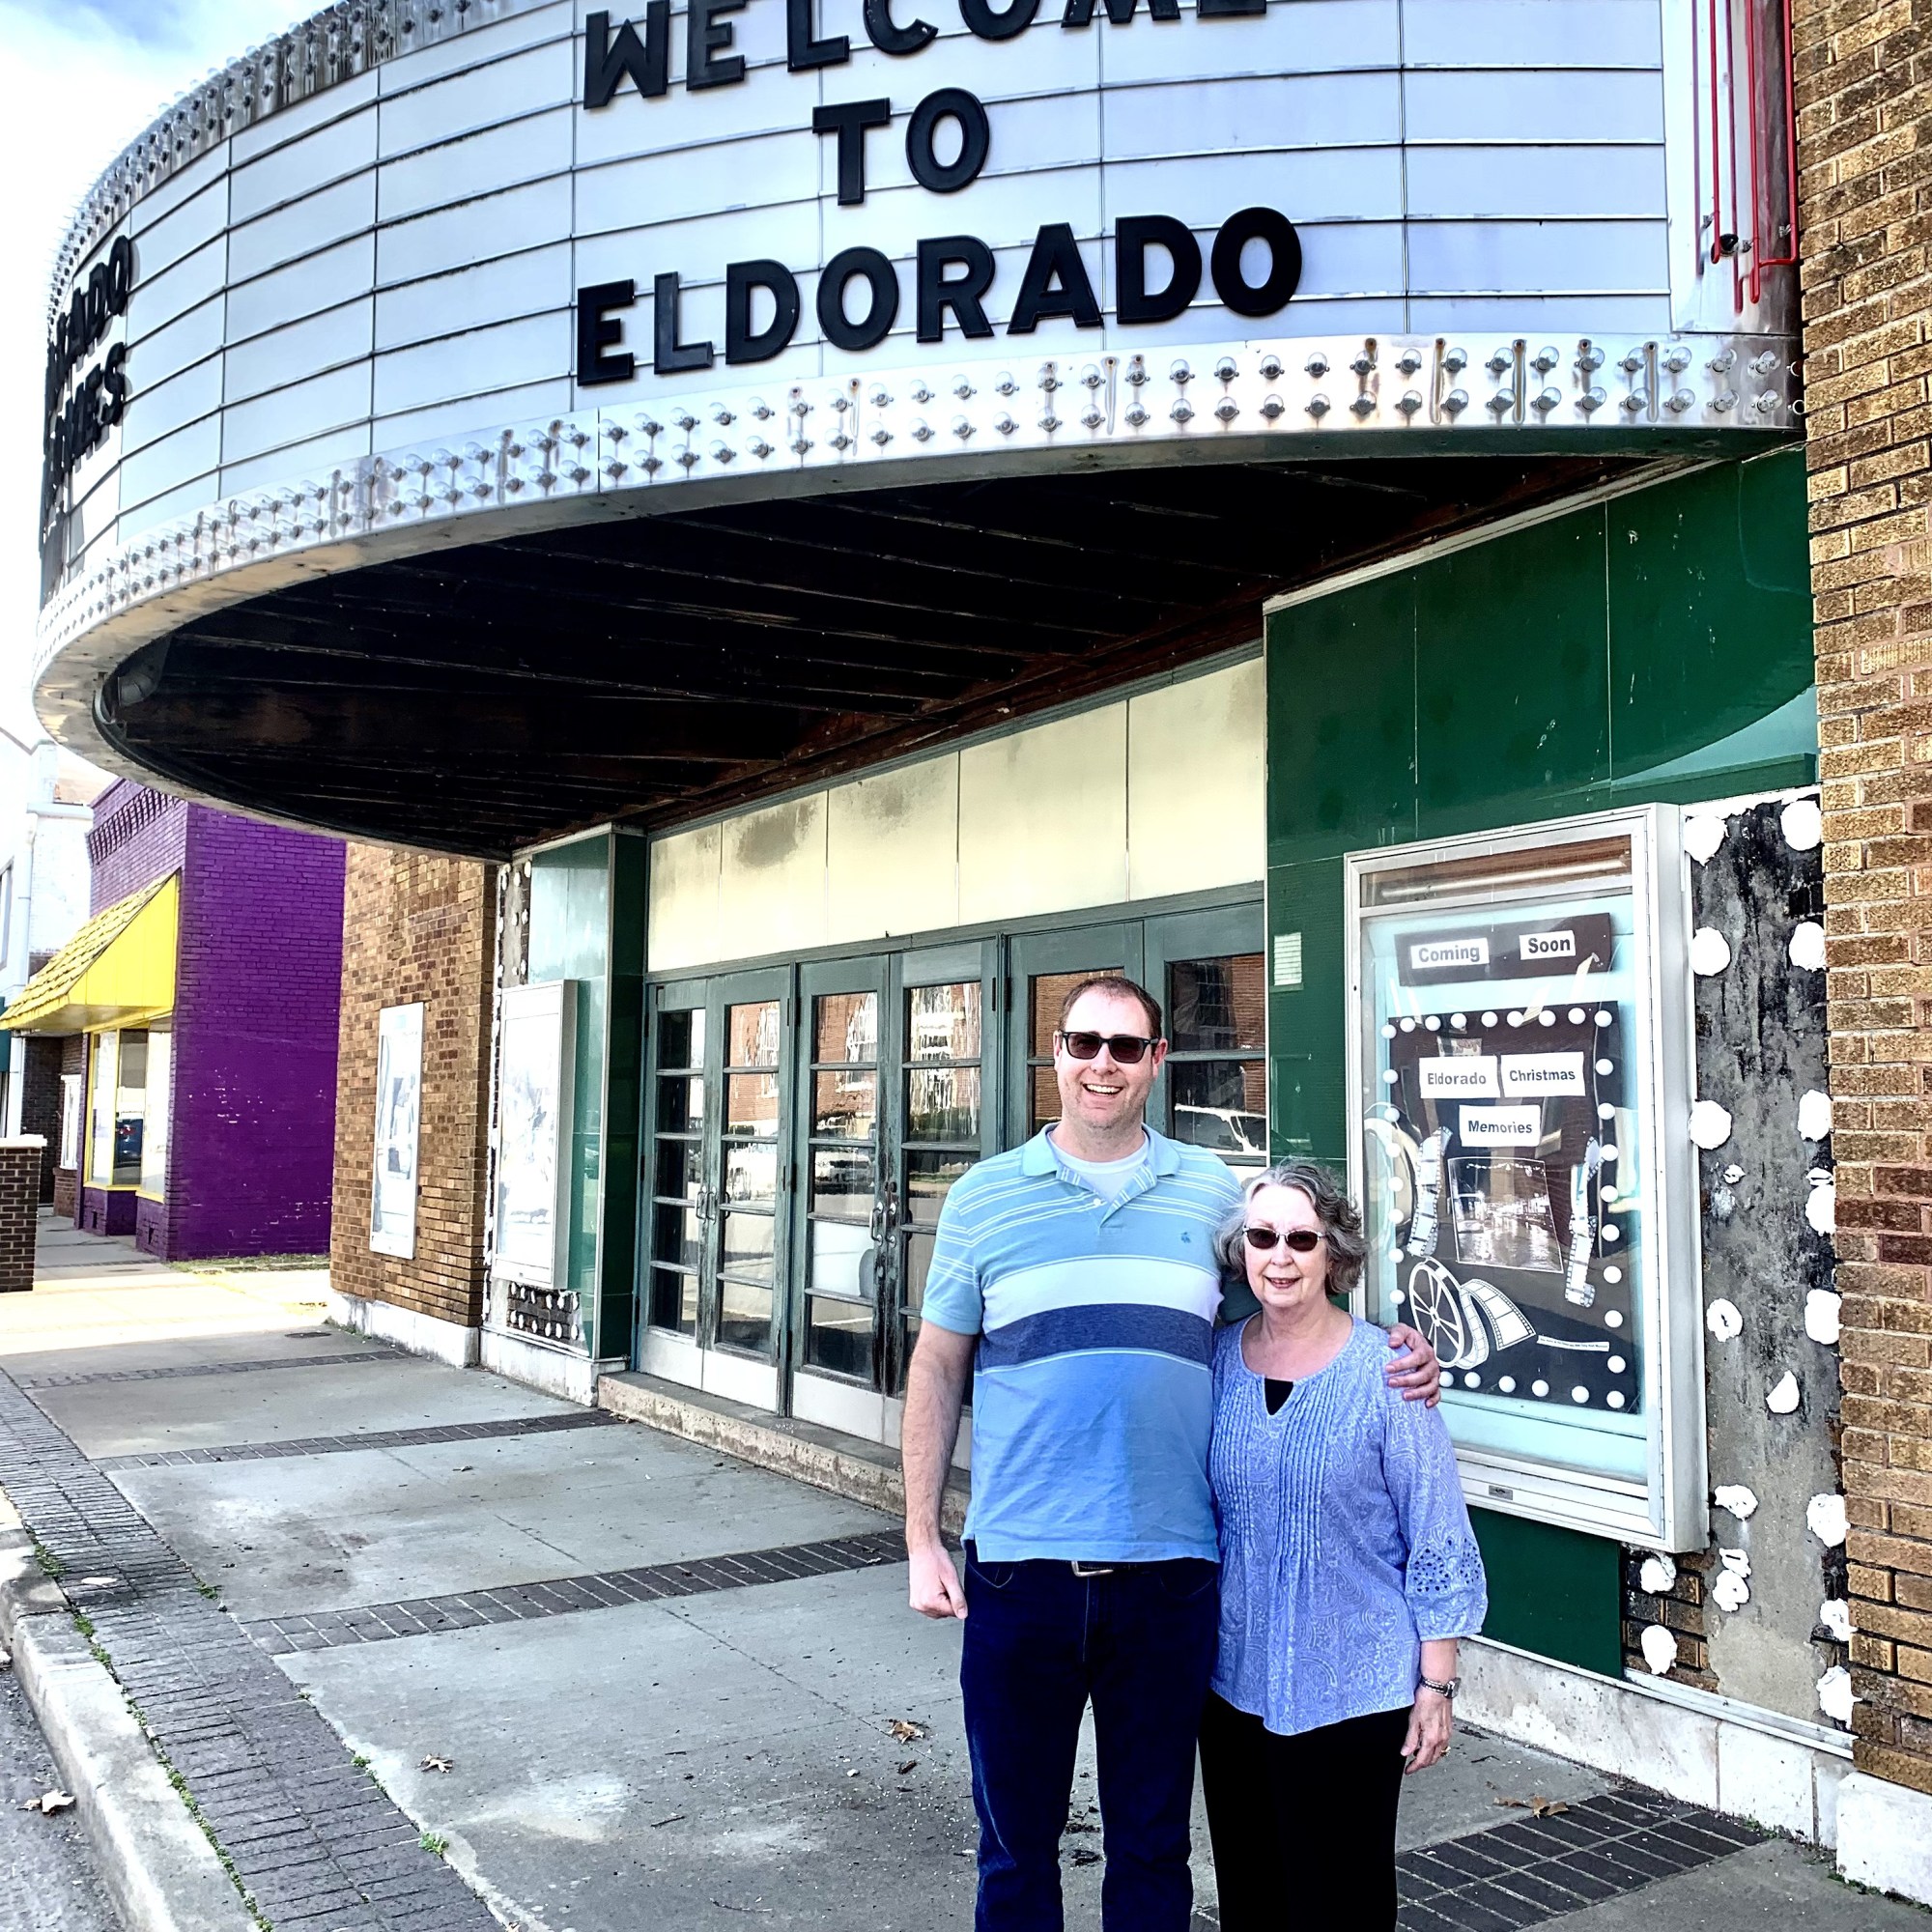 WELCOME
TO
ELDORADO
Coming Soon
Eldorado Christmas
Memories